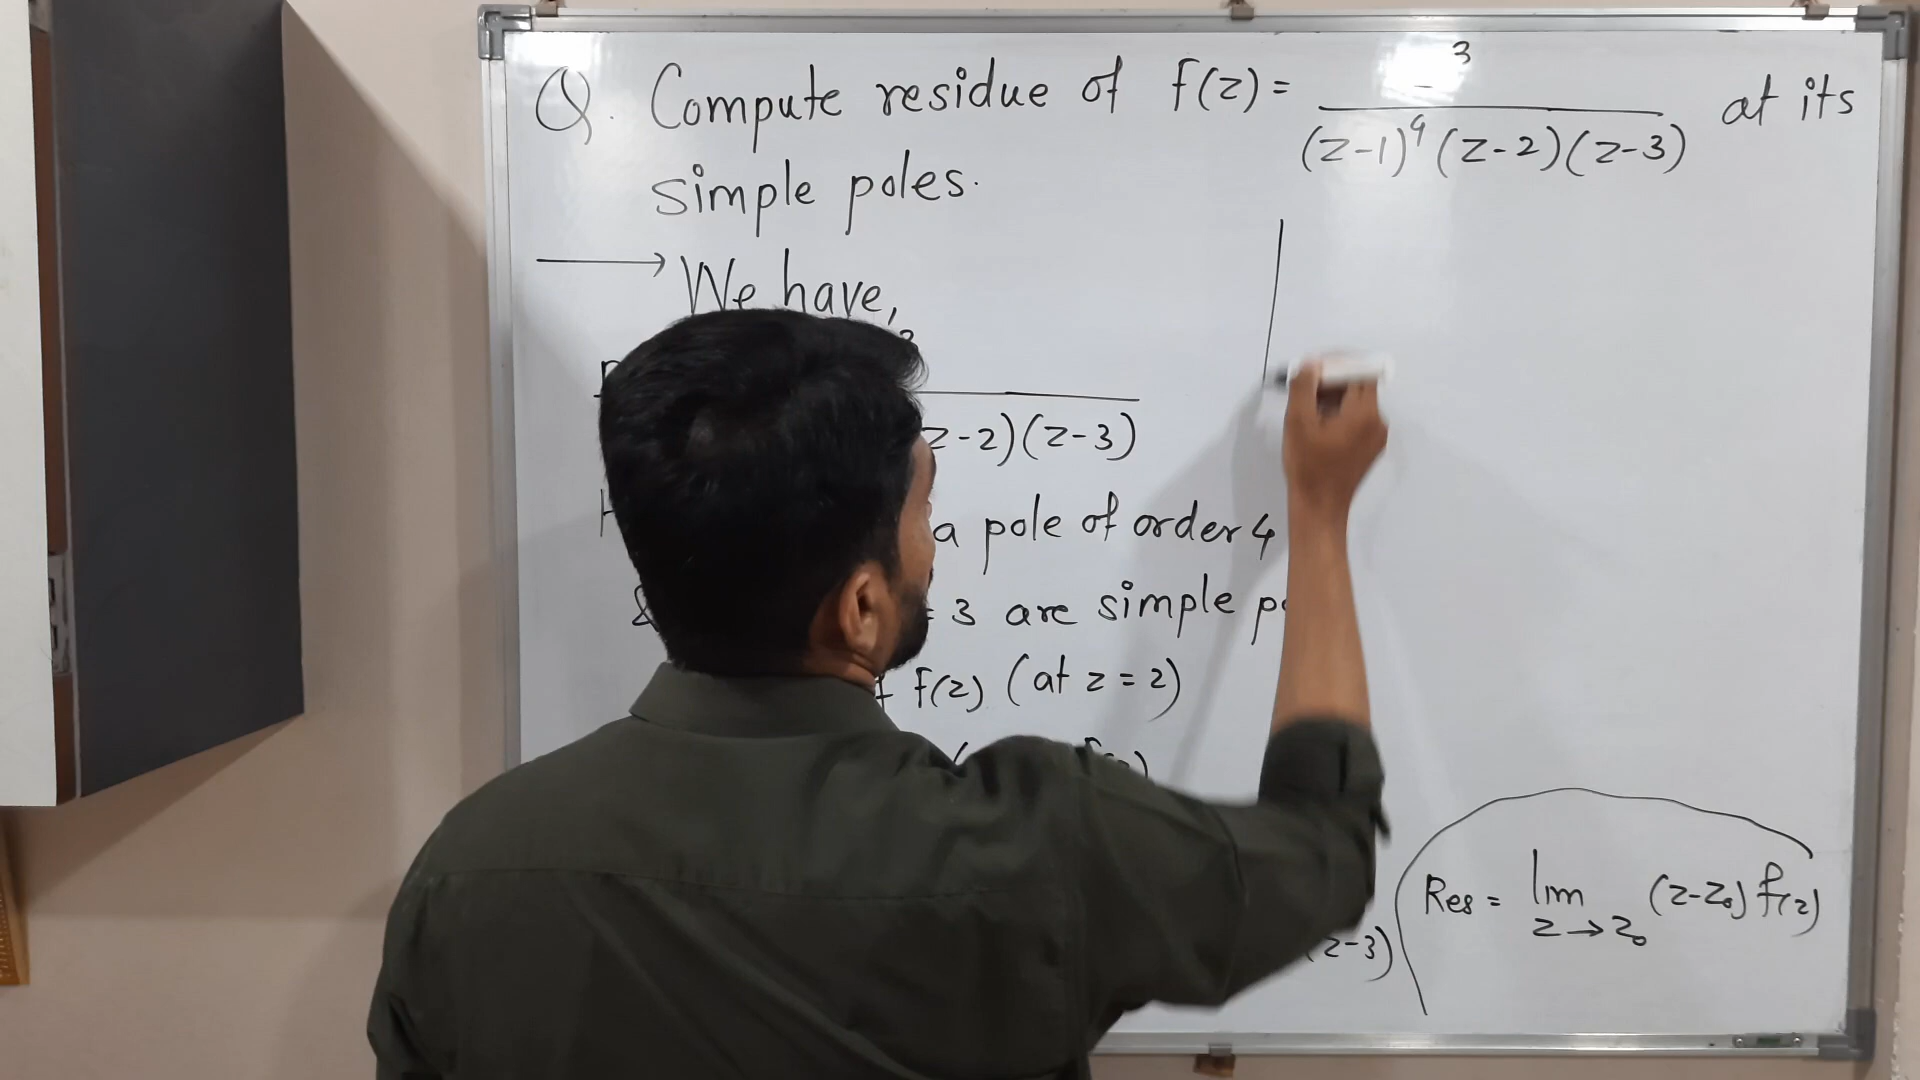 Q. Compute residue of f(z) = 3 / (z-1)⁴ (z-2)(z-3) at its
simple poles.
→ We have,
z-2)(z-3)
a pole of order 4
& = 3 are simple
f(z) (at z = 2)
(z-3)
Res = lim (z-z₀) f(z)
z→z₀